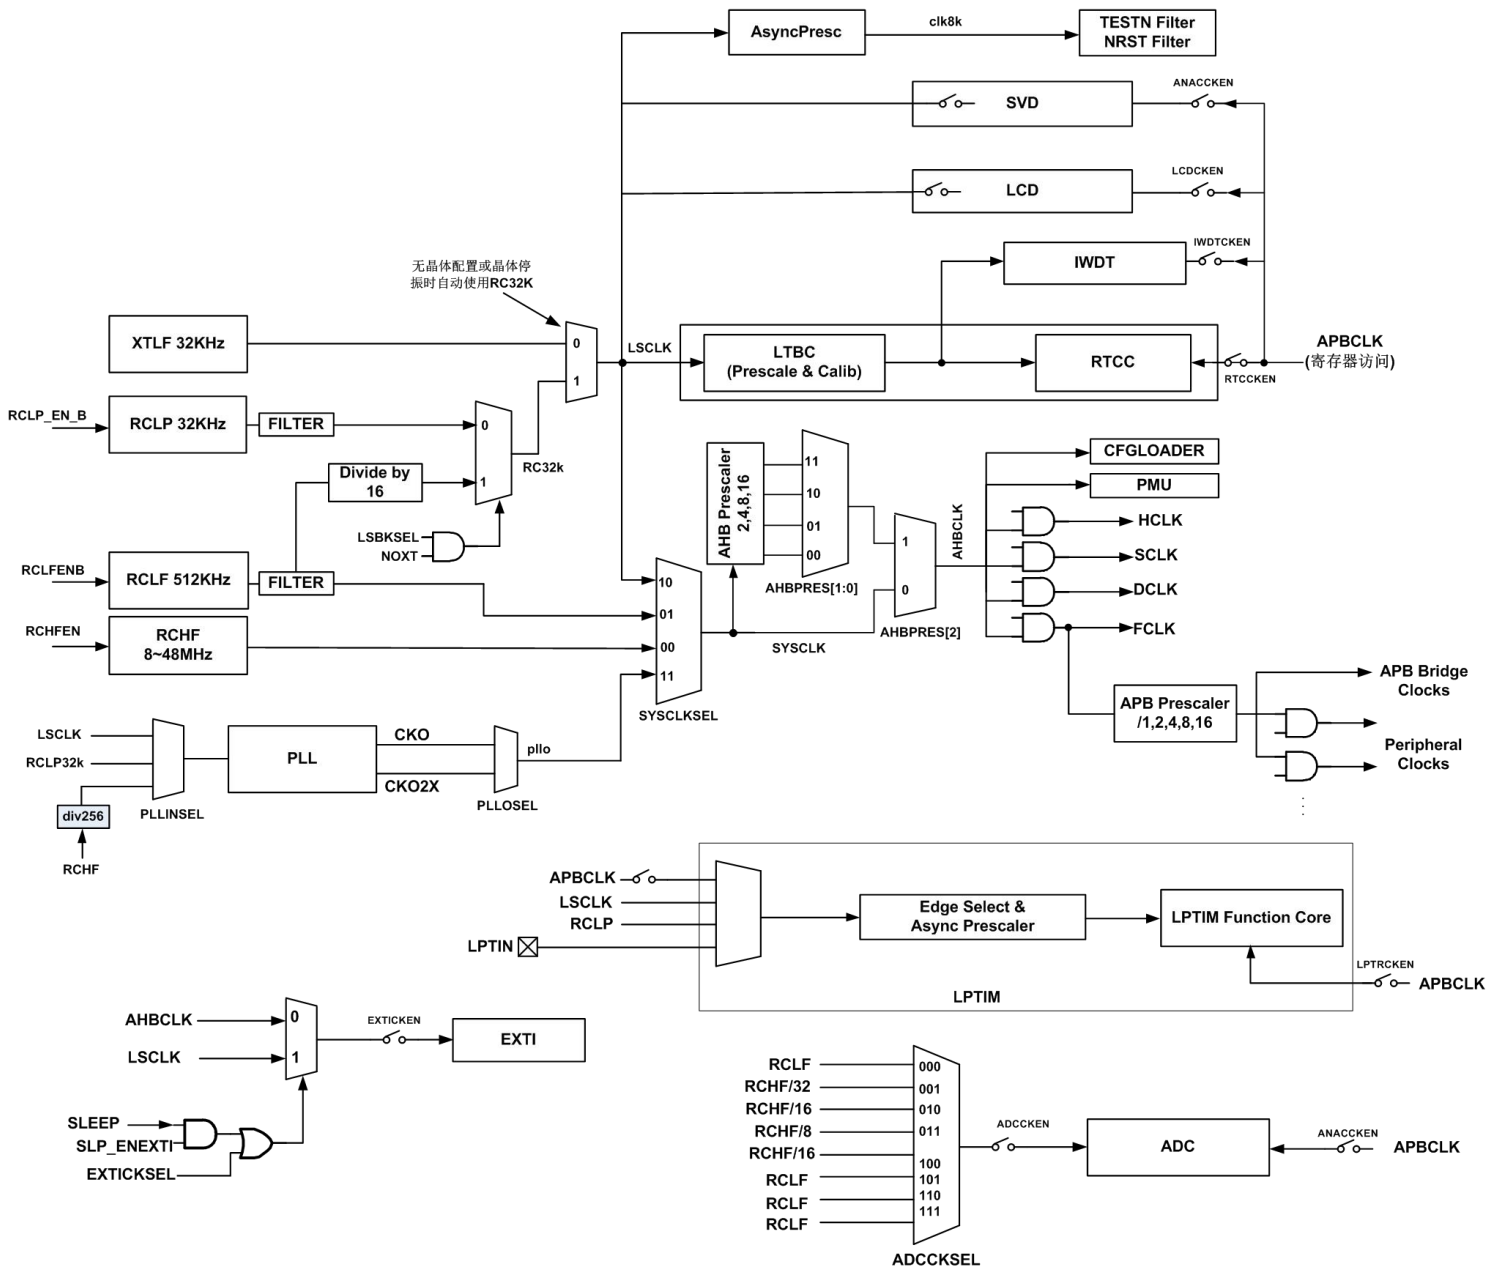 AsyncPresc
clk8k
TESTN Filter
NRST Filter
SVD
ANACCKEN
LCD
LCDCKEN
IWDT
IWDTCKEN
无晶体配置或晶体停
振时自动使用RC32K
XTLF 32KHz
0
1
LSCLK
LTBC
(Prescale & Calib)
RTCC
RTCCKEN
APBCLK
(寄存器访问)
RCLP_EN_B
RCLP 32KHz
FILTER
0
1
RC32k
Divide by
16
LSBKSEL
NOXT
RCLFENB
RCLF 512KHz
FILTER
RCHFEN
RCHF
8~48MHz
10
01
00
11
SYSCLKSEL
SYSCLK
AHB Prescaler
2,4,8,16
11
10
01
00
AHBPRES[1:0]
1
0
AHBPRES[2]
AHBCLK
CFGLOADER
PMU
HCLK
SCLK
DCLK
FCLK
APB Prescaler
/1,2,4,8,16
APB Bridge
Clocks
Peripheral
Clocks
LSCLK
RCLP32k
div256
RCHF
PLLINSEL
PLL
CKO
CKO2X
PLLOSEL
pllo
APBCLK
LSCLK
RCLP
LPTIN
Edge Select &
Async Prescaler
LPTIM Function Core
LPTIM
LPTRCKEN
APBCLK
AHBCLK
LSCLK
0
1
EXTICKEN
EXTI
SLEEP
SLP_ENEXTI
EXTICKSEL
RCLF
RCHF/32
RCHF/16
RCHF/8
RCHF/16
RCLF
RCLF
RCLF
000
001
010
011
100
101
110
111
ADCCKSEL
ADCCKEN
ADC
ANACCKEN
APBCLK